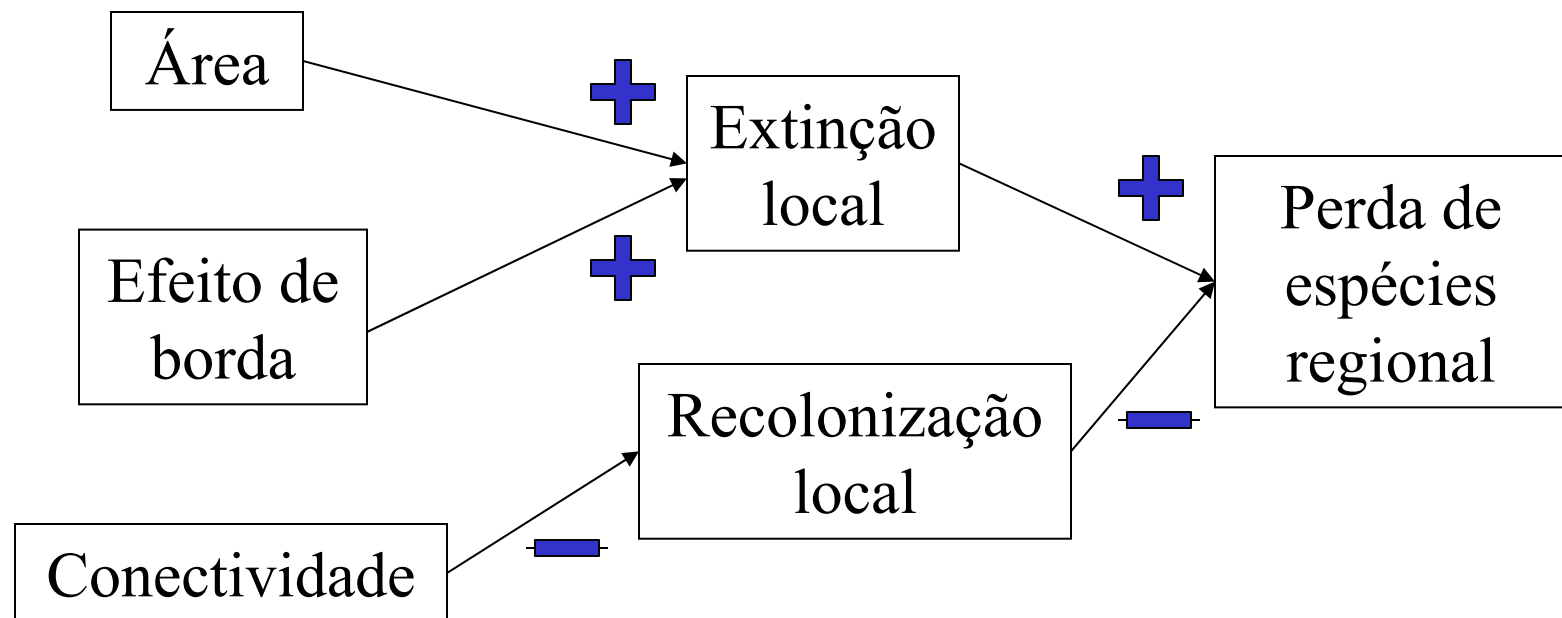 Área
Efeito de
borda
Conectividade
Extinção
local
Recolonização
local
Perda de
espécies
regional